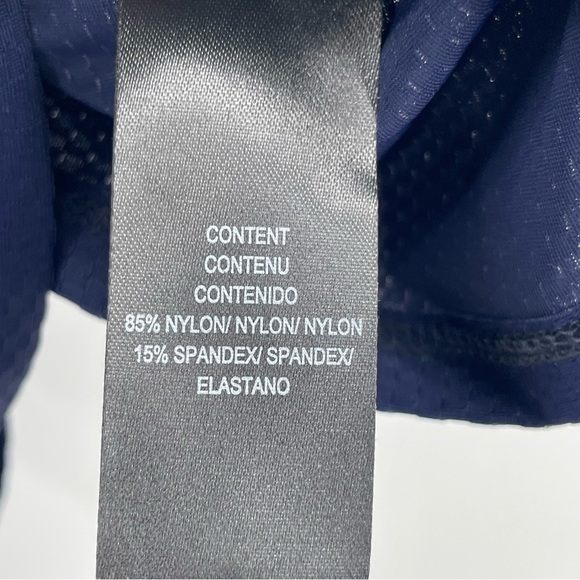 CONTENT
CONTENU
CONTENIDO
85% NYLON/ NYLON/ NYLON
15% SPANDEX/ SPANDEX/
ELASTANO